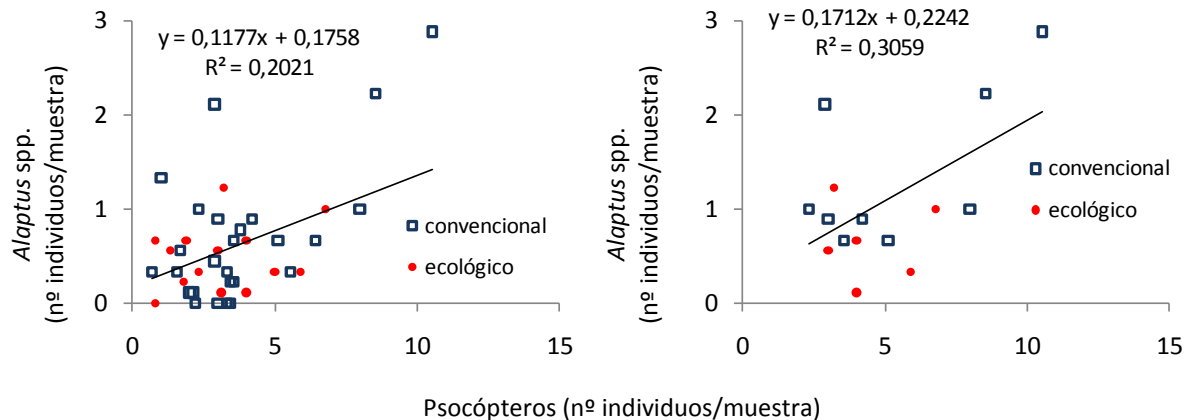 y = 0,1177x + 0,1758
R² = 0,2021
3
2
1
0
0
5
10
15
Alaptus spp.
(nº individuos/muestra)
convencional
ecológico
y = 0,1712x + 0,2242
R² = 0,3059
3
2
1
0
0
5
10
15
Alaptus spp.
(nº individuos/muestra)
convencional
ecológico
Psocópteros (nº individuos/muestra)